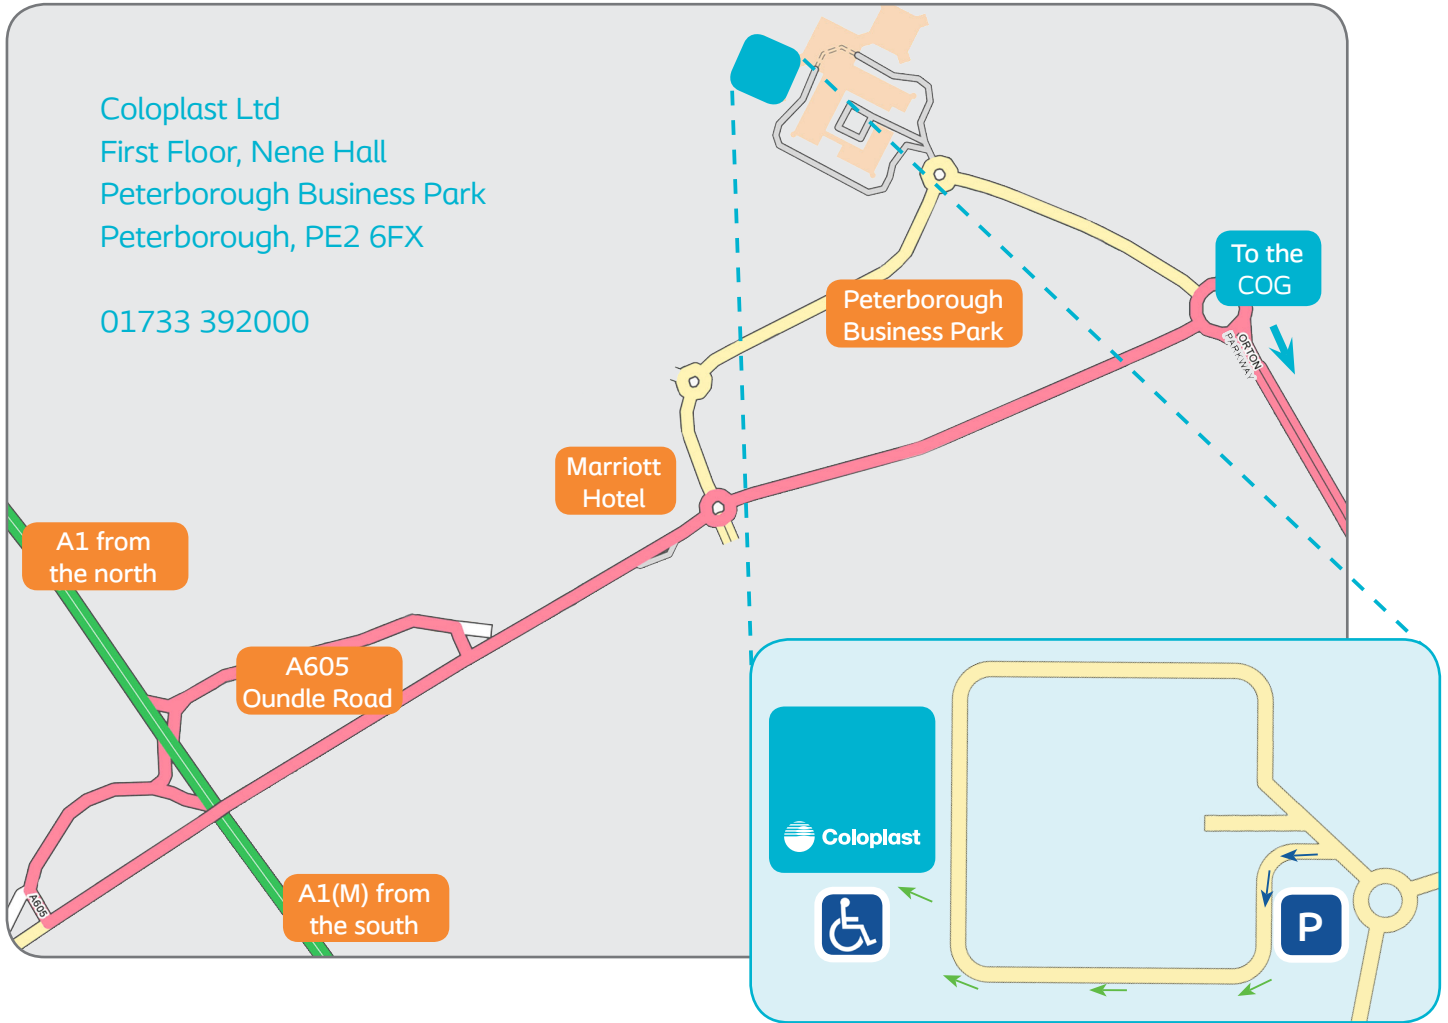 Coloplast Ltd
First Floor, Nene Hall
Peterborough Business Park
Peterborough, PE2 6FX
01733 392000
To the
COG
Peterborough
Business Park
ORTON
PARKWAY
Marriott
Hotel
A1 from
the north
A605
Oundle Road
A1(M) from
the south
A605
Coloplast
P